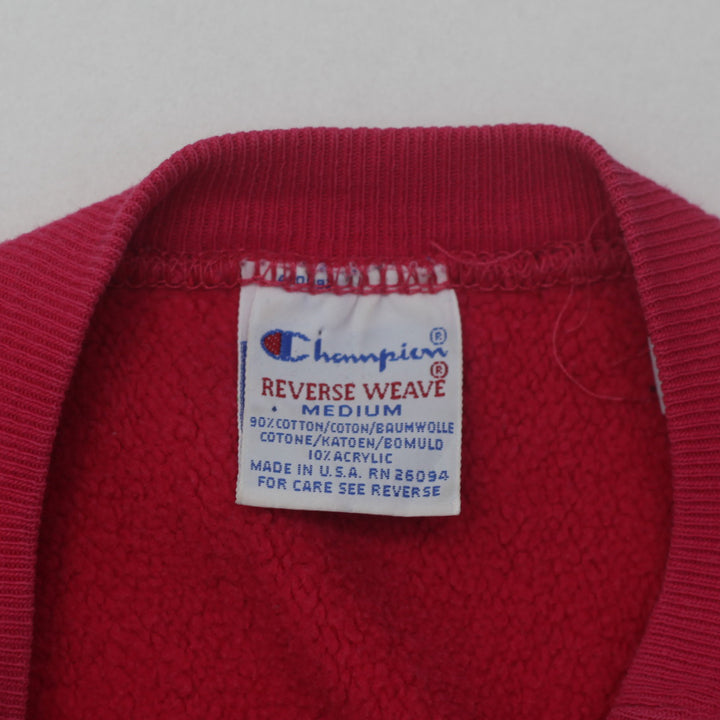 Champion®
REVERSE WEAVE®
MEDIUM
90% COTTON/COTON/BAUMWOLLE
COTONE/KATOEN/BOMULD
10% ACRYLIC
MADE IN U.S.A. RN 26094
FOR CARE SEE REVERSE